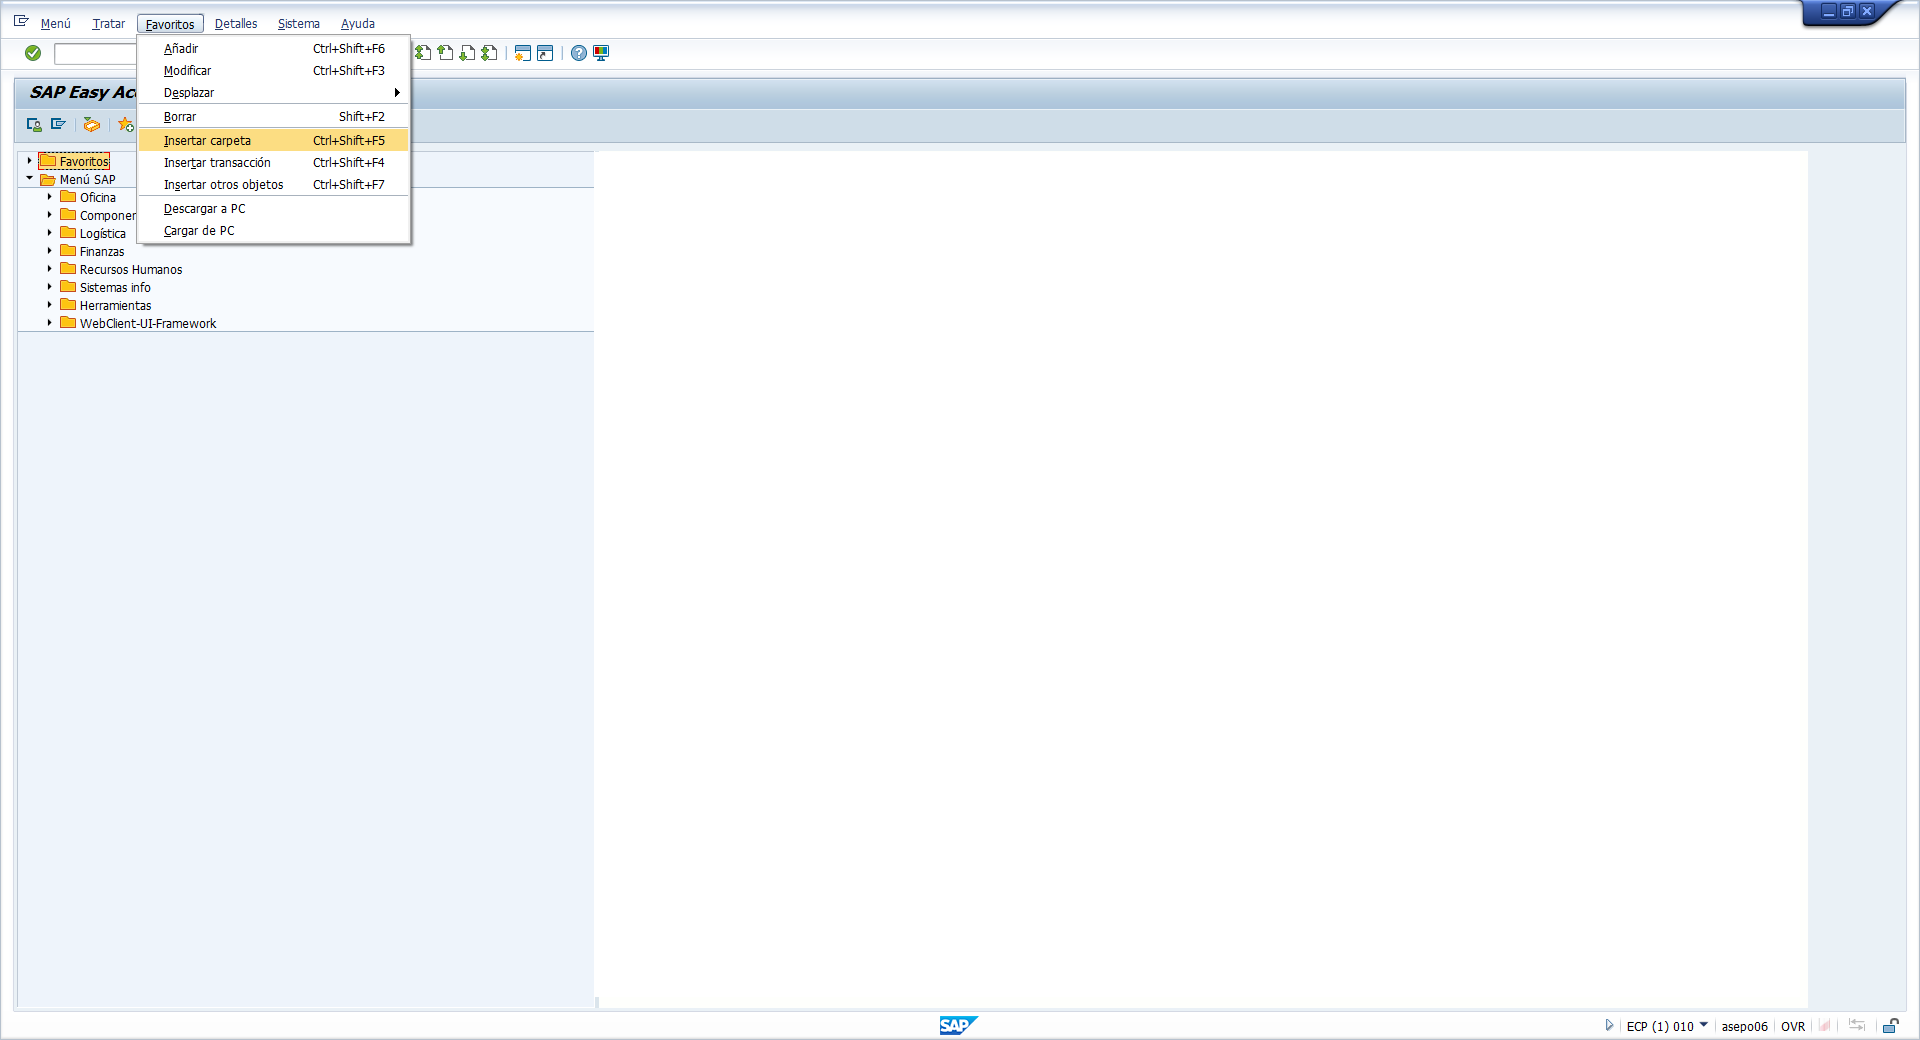 Menú Tratar Favoritos Detalles Sistema Ayuda
Añadir Ctrl+Shift+F6
Modificar Ctrl+Shift+F3
Desplazar
Borrar Shift+F2
Insertar carpeta Ctrl+Shift+F5
Insertar transacción Ctrl+Shift+F4
Insertar otros objetos Ctrl+Shift+F7
Descargar a PC
Cargar de PC
SAP Easy Acc
Favoritos
Menú SAP
Oficina
Componen
Logística
Finanzas
Recursos Humanos
Sistemas info
Herramientas
WebClient-UI-Framework
SAP
ECP (1) 010 asepo06 OVR